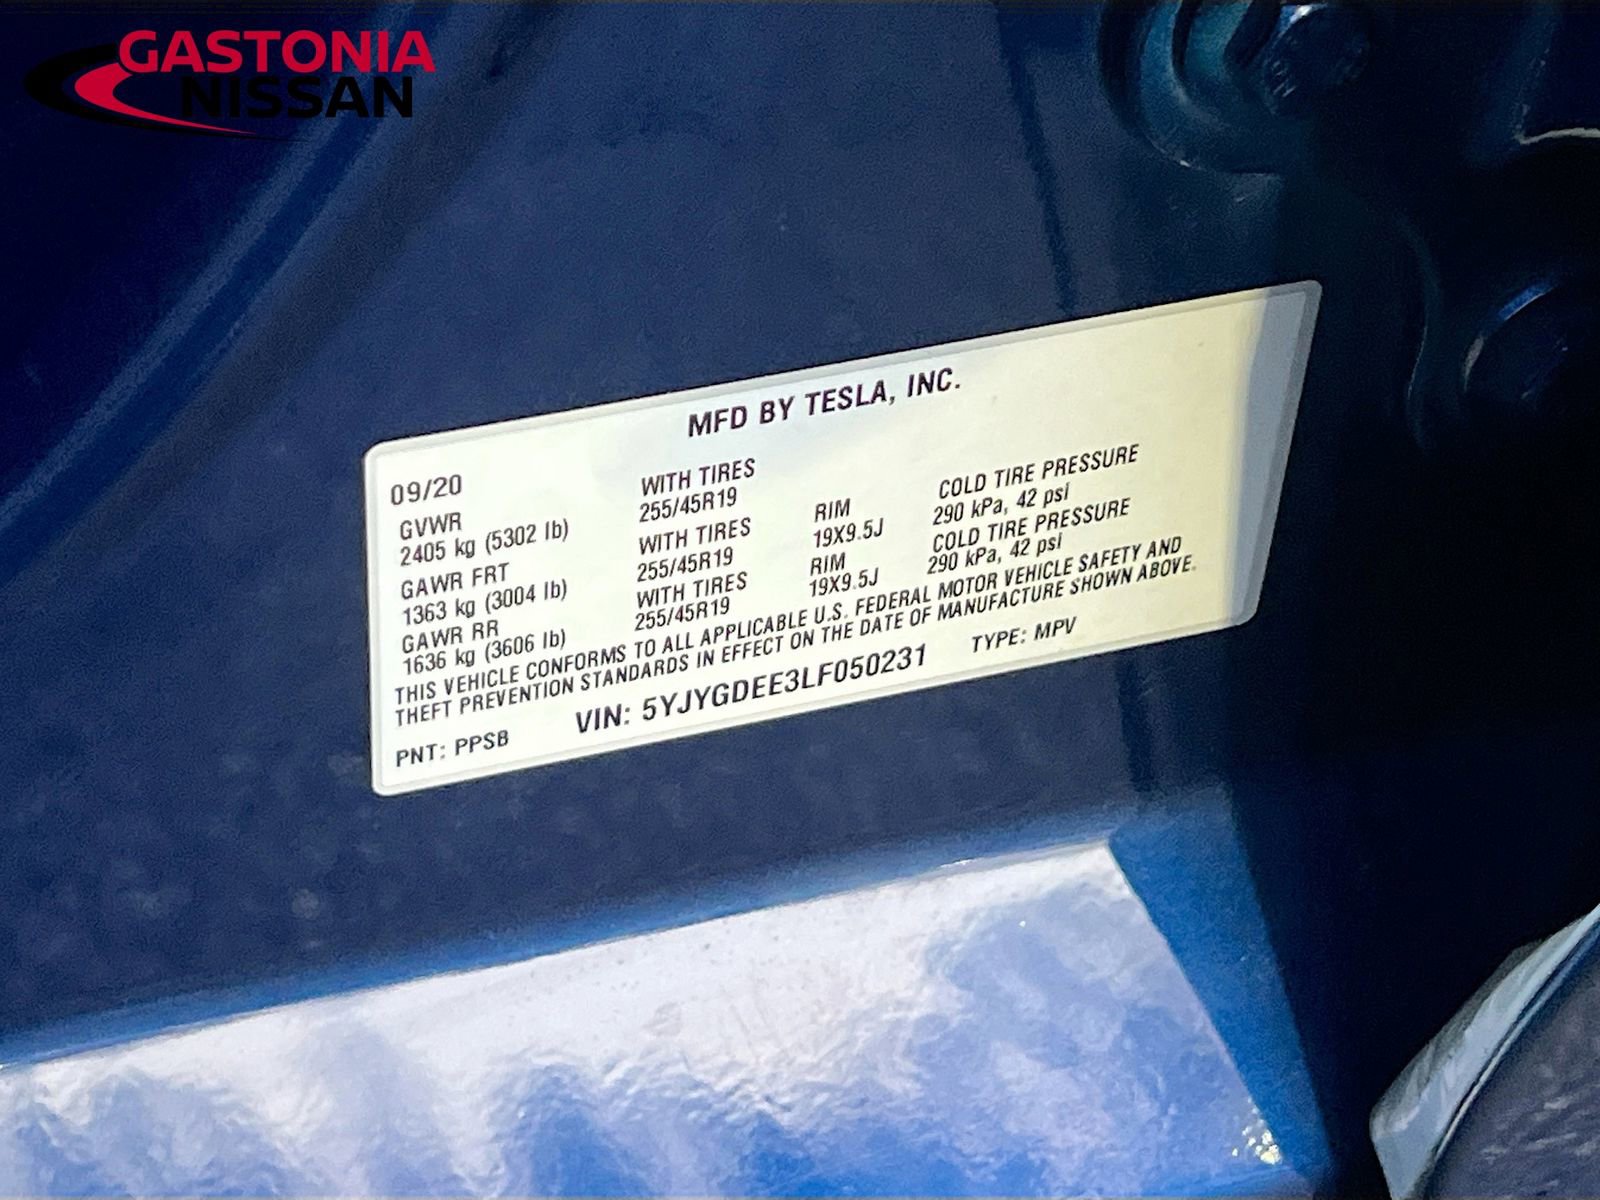 GASTONIA
NISSAN
MFD BY TESLA, INC.
09/20
GVWR
2405 kg (5302 lb)
WITH TIRES
255/45R19
GAWR FRT
1363 kg (3004 lb)
WITH TIRES
255/45R19
RIM
19X9.5J
COLD TIRE PRESSURE
290 kPa, 42 psi
GAWR RR
1636 kg (3606 lb)
WITH TIRES
255/45R19
RIM
19X9.5J
COLD TIRE PRESSURE
290 kPa, 42 psi
THIS VEHICLE CONFORMS TO ALL APPLICABLE U.S. FEDERAL MOTOR VEHICLE SAFETY AND
THEFT PREVENTION STANDARDS IN EFFECT ON THE DATE OF MANUFACTURE SHOWN ABOVE.
PNT: PPSB VIN: 5YJYGDEE3LF050231 TYPE: MPV